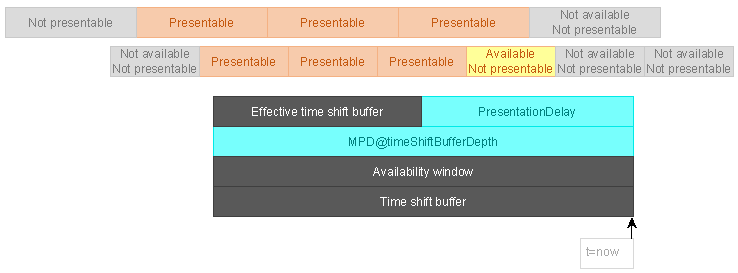 Not presentable
Presentable
Presentable
Presentable
Not available
Not presentable
Not available
Not presentable
Presentable
Presentable
Presentable
Available
Not presentable
Not available
Not presentable
Not available
Not presentable
Effective time shift buffer
PresentationDelay
MPD@timeShiftBufferDepth
Availability window
Time shift buffer
t=now